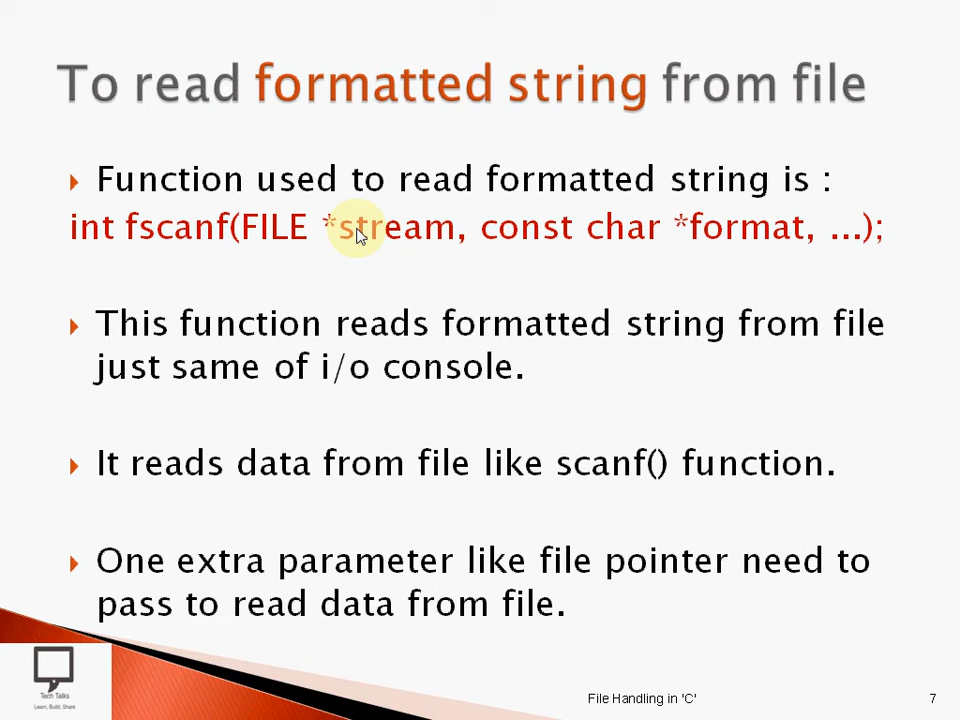 To read formatted string from file
Function used to read formatted string is :
int fscanf(FILE *stream, const char *format, ...);
This function reads formatted string from file
just same of i/o console.
It reads data from file like scanf() function.
One extra parameter like file pointer need to
pass to read data from file.
Tech Talks
Learn. Build. Share
File Handling in 'C'
7